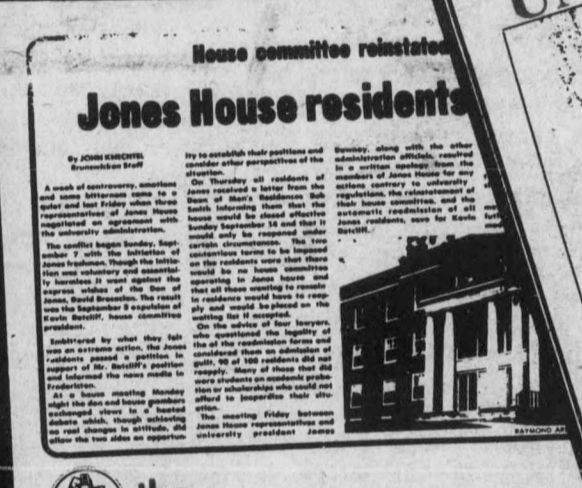 House committee reinstated
Jones House residents
By JOHN KNECHTEL
Brunswickan Staff
A week of controversy, emotions
and some bitterness came to a
quiet end last Friday when three
representatives of Jones House
negotiated an agreement with
the university administration.
The conflict began Sunday, Sept-
ember 7 with the initiation of
Jones freshmen. Though the initia-
tion was voluntary and essential-
ly harmless it went against the
express wishes of the Don of
Jones, David Brocoslun. The result
was the September 8 expulsion of
Kevin Ratcliff, house committee
president.
Embittered by what they felt
was an extreme action, the Jones
residents passed a petition in
support of Mr. Ratcliff's position
and informed the news media in
Fredericton.
At a house meeting Monday
night the don and house members
exchanged views in a heated
debate which, though achieving
no real changes in attitude, did
allow the two sides an opportun-
ity to establish their positions and
consider other perspectives of the
situation.
On Thursday all residents of
Jones received a letter from the
Dean of Men's Residences Bob
Smith informing them that the
house would be closed effective
Sunday September 14 and that it
would only be reopened under
certain circumstances. The two
contentious terms to be imposed
on the residents were that there
would be no house committee
operating in Jones house and
that all those wanting to remain
in residence would have to reap-
ply and would be placed on the
waiting list if accepted.
On the advice of four lawyers,
who questioned the legality of
the of the readmission forms and
considered them an admission of
guilt, 90 of 100 residents did not
reapply. Many of those that did
were students on academic proba-
tion or scholarships who could not
afford to jeopardize their situ-
ation.
The meeting Friday between
Jones House representatives and
university president James
Downey, along with the other
administration officials, resulted
in a written apology from the
members of Jones House for any
actions contrary to university
regulations, the reinstatement of
their house committee, and the
automatic readmission of all
Jones residents, save for Kevin
Ratcliff.
RAYMOND
the